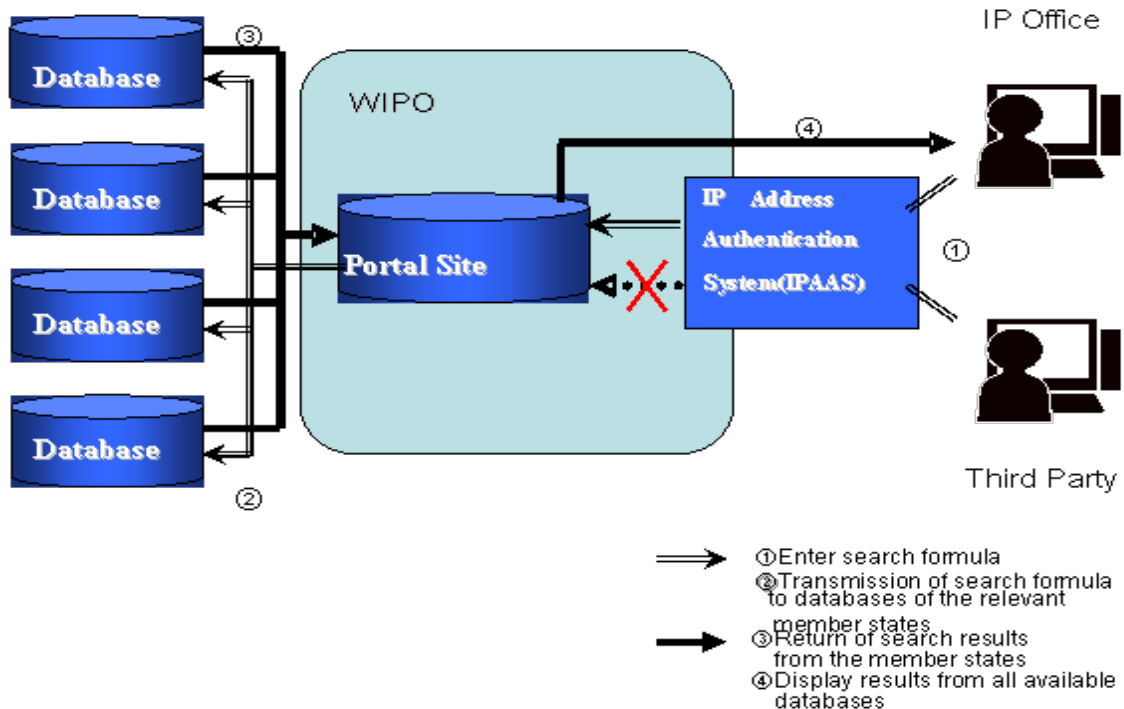 IP Office
③
Database
WIPO
④
Database
IP Address
Authentication
System(IPAAS)
①
Portal Site
Database
Database
②
Third Party
①Enter search formula
②Transmission of search formula
to databases of the relevant
member states
③Return of search results
from the member states
④Display results from all available
databases